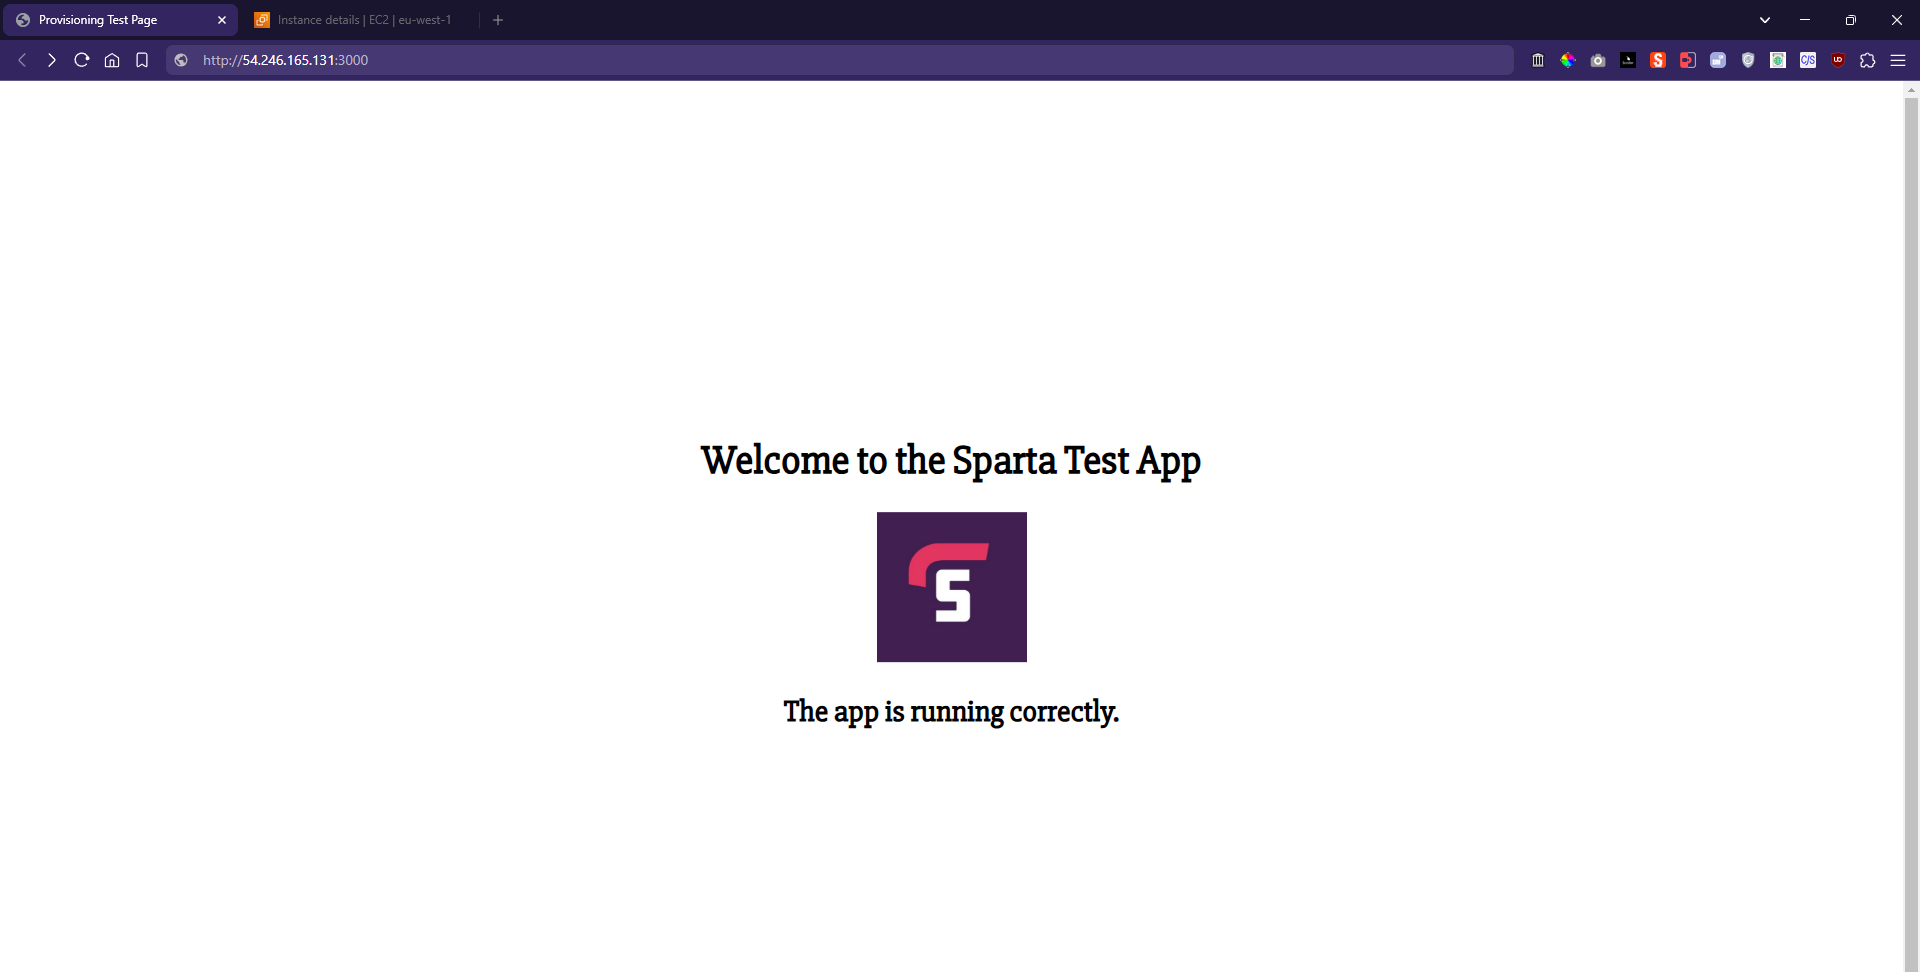 Provisioning Test Page
Instance details | EC2 | eu-west-1
http://54.246.165.131:3000
S
C/S
UD
Welcome to the Sparta Test App
S
The app is running correctly.